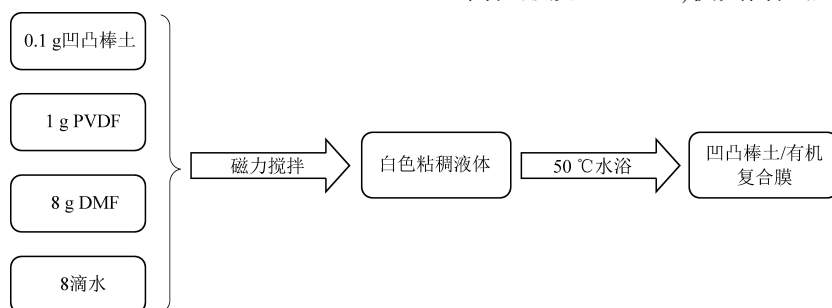 0.1 g凹凸棒土
1 g PVDF
8 g DMF
8滴水
磁力搅拌
白色粘稠液体
50 ℃水浴
凹凸棒土/有机
复合膜